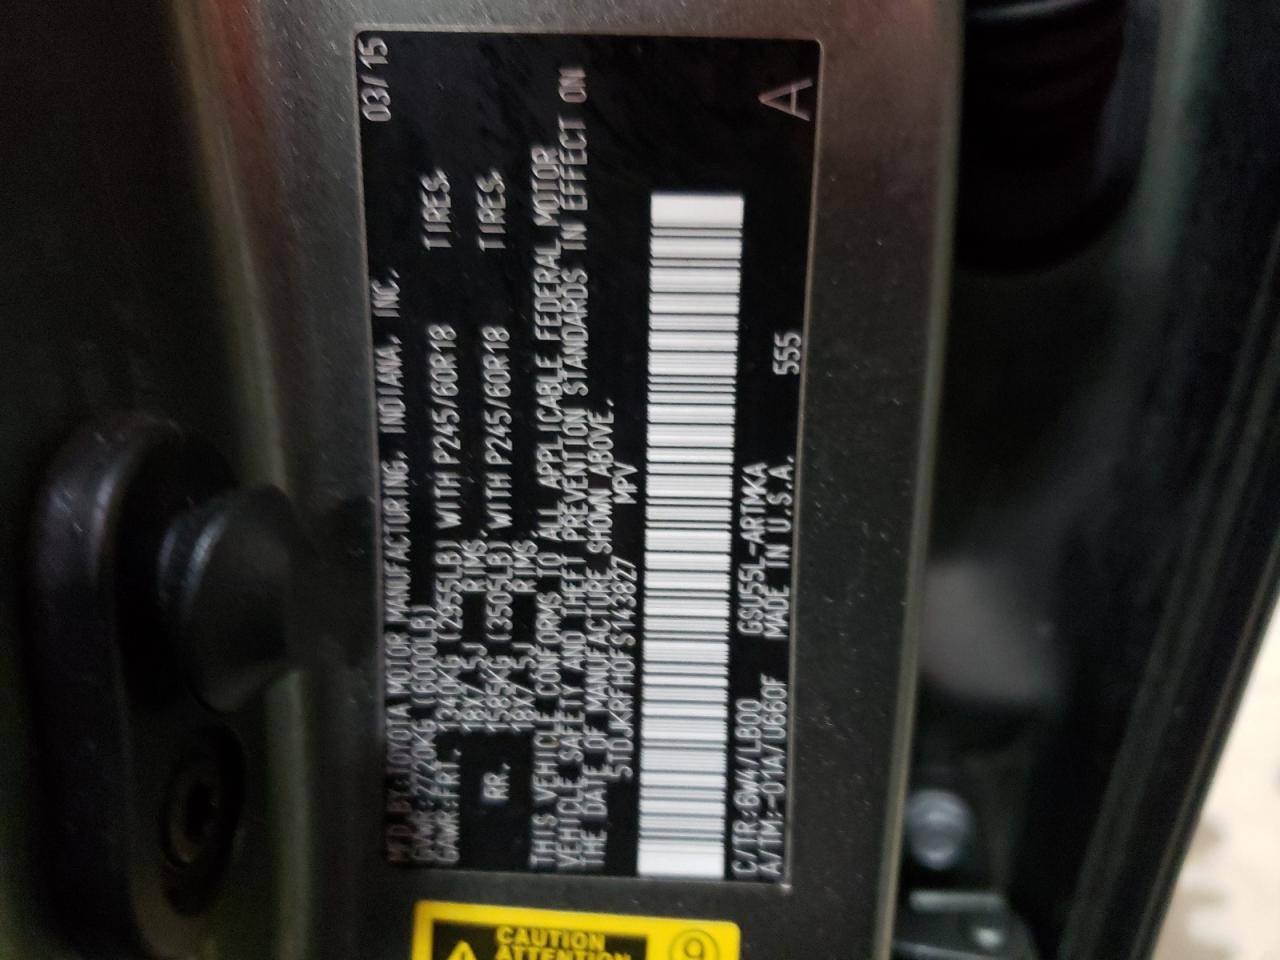 MFD.BY:TOYOTA MOTOR MANUFACTURING, INDIANA, INC. 03/15
GVWR:2720KG (6000LB)
GAWR:FRT. 1340KG (2955LB) WITH P245/60R18 TIRES,
18X7.5J RIMS,
RR. 1585KG (3505LB) WITH P245/60R18 TIRES,
18X7.5J RIMS,
THIS VEHICLE CONFORMS TO ALL APPLICABLE FEDERAL MOTOR
VEHICLE SAFETY AND THEFT PREVENTION STANDARDS IN EFFECT ON
THE DATE OF MANUFACTURE SHOWN ABOVE.
5TDJKRFH0FS143827 MPV
C/TR:6W4/LB00 GSU55L-ARTMKA
A/TM:-01A/U660F MADE IN U.S.A. 555 A
CAUTION 9
ATTENTION